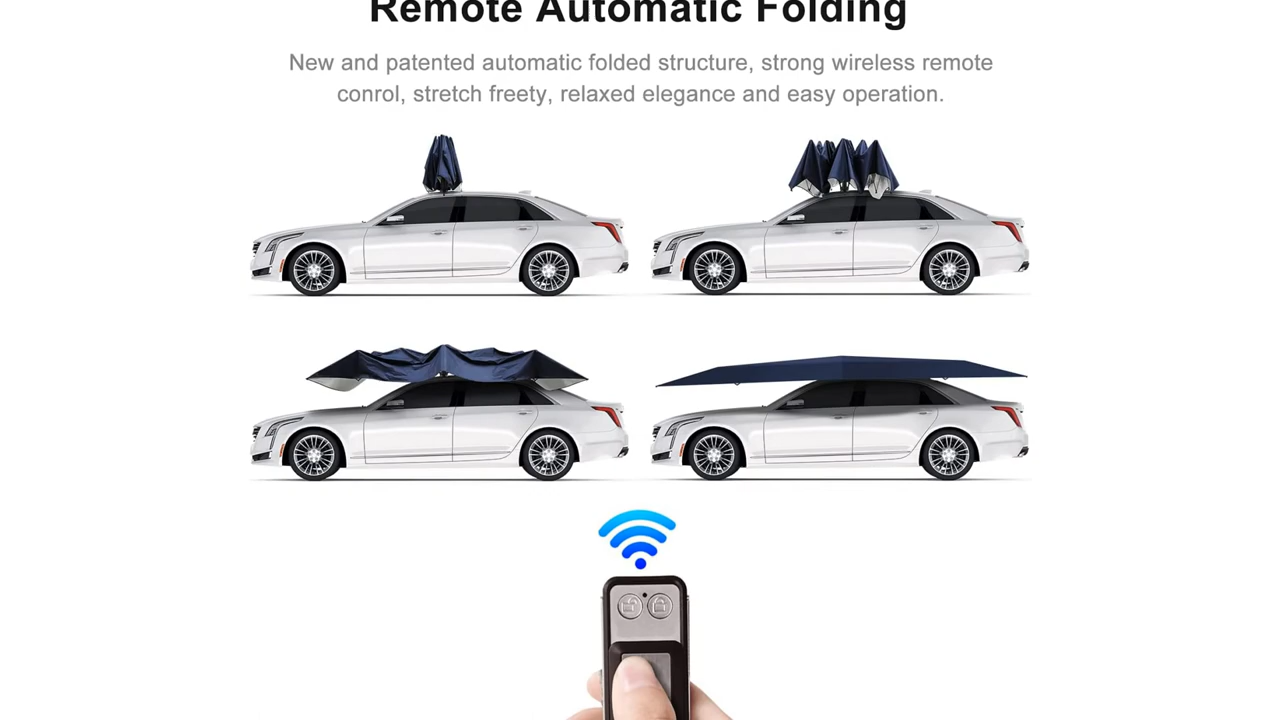 Remote Automatic Folding
New and patented automatic folded structure, strong wireless remote
conrol, stretch freety, relaxed elegance and easy operation.